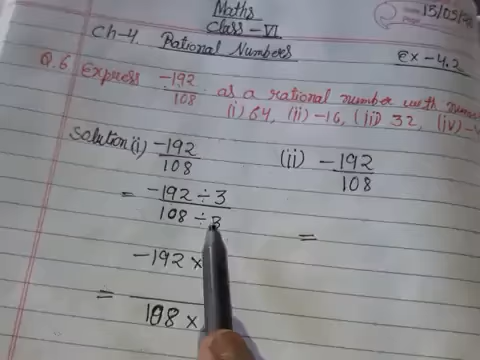 Maths
Class-VI
15/05/
Ch-4. Rational Numbers
Ex-4.2
Q.6 Express -192/108 as a rational number with
(i) 64, (ii) -16, (iii) 32, (iv) -
Solution (i) -192/108 (ii) -192/108
= -192 ÷ 3 / 108 ÷ 3 =
= -192 × / 108 ×